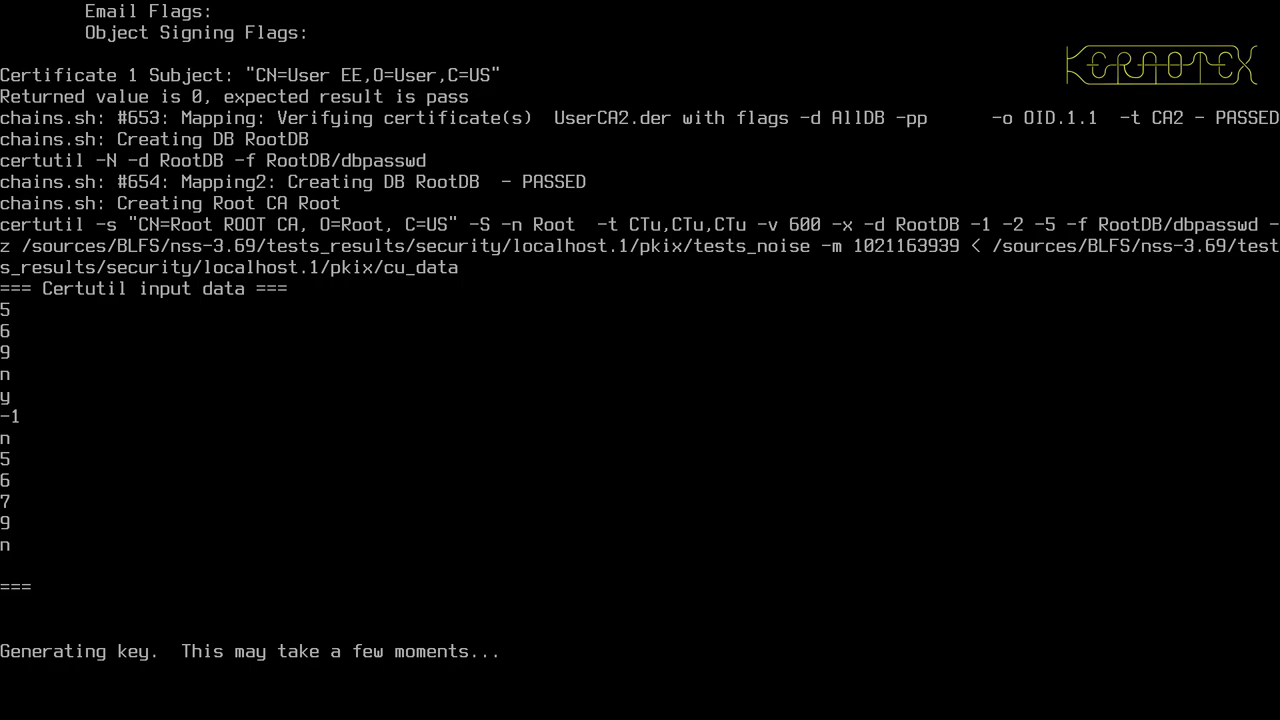 Email Flags:
Object Signing Flags:
KERAOTEX
Certificate 1 Subject: "CN=User EE,O=User,C=US"
Returned value is 0, expected result is pass
chains.sh: #653: Mapping: Verifying certificate(s)  UserCA2.der with flags -d AllDB -pp      -o OID.1.1  -t CA2 - PASSED
chains.sh: Creating DB RootDB
certutil -N -d RootDB -f RootDB/dbpasswd
chains.sh: #654: Mapping2: Creating DB RootDB  - PASSED
chains.sh: Creating Root CA Root
certutil -s "CN=Root ROOT CA, O=Root, C=US" -S -n Root  -t CTu,CTu,CTu -v 600 -x -d RootDB -1 -2 -5 -f RootDB/dbpasswd -
z /sources/BLFS/nss-3.69/tests_results/security/localhost.1/pkix/tests_noise -m 1021163939 < /sources/BLFS/nss-3.69/test
s_results/security/localhost.1/pkix/cu_data
=== Certutil input data ===
5
6
9
n
y
-1
n
5
6
7
9
n
===
Generating key.  This may take a few moments...